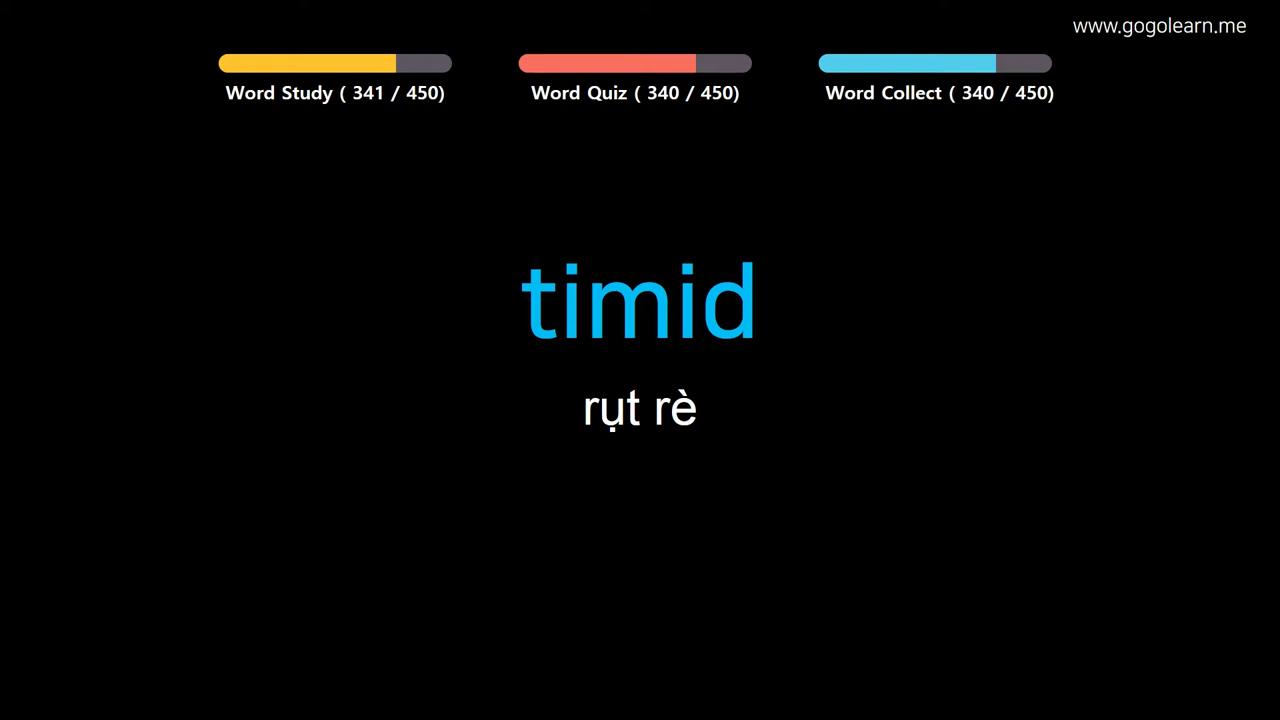 www.gogolearn.me
Word Study ( 341 / 450)
Word Quiz ( 340 / 450)
Word Collect ( 340 / 450)
timid
rụt rè